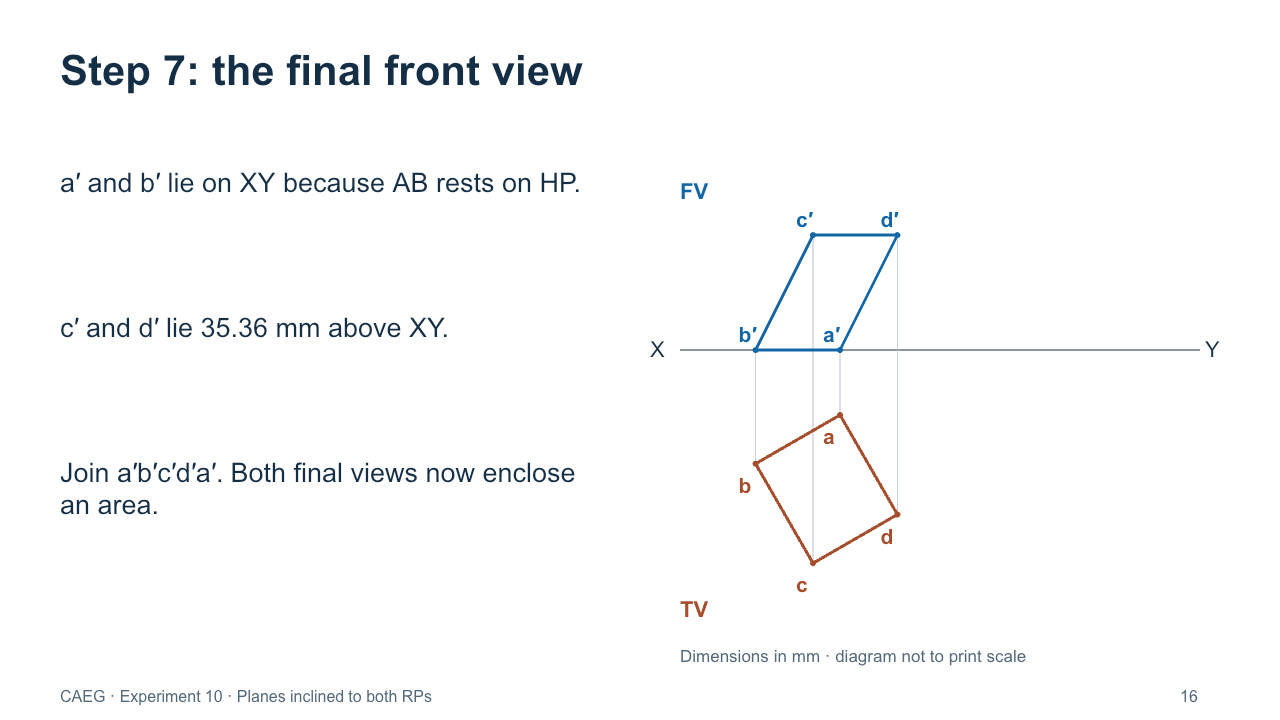 Step 7: the final front view
a′ and b′ lie on XY because AB rests on HP.
c′ and d′ lie 35.36 mm above XY.
Join a′b′c′d′a′. Both final views now enclose
an area.
FV
c′ d′
b′ a′
X Y
a
b
d
c
TV
Dimensions in mm · diagram not to print scale
CAEG · Experiment 10 · Planes inclined to both RPs
16